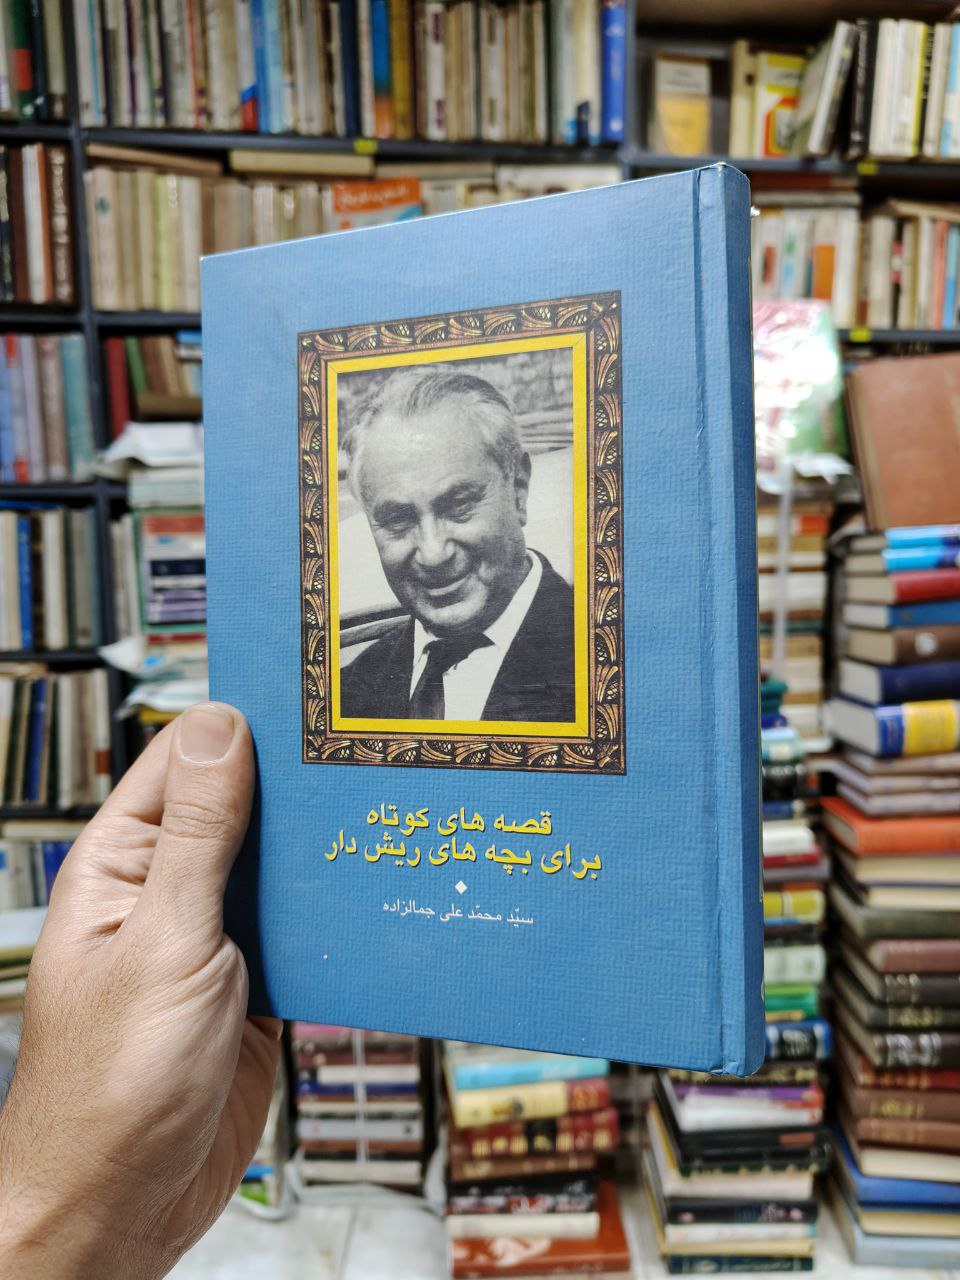 قصه های کوتاه
برای بچه های ریش دار
سیّد محمّد علی جمالزاده